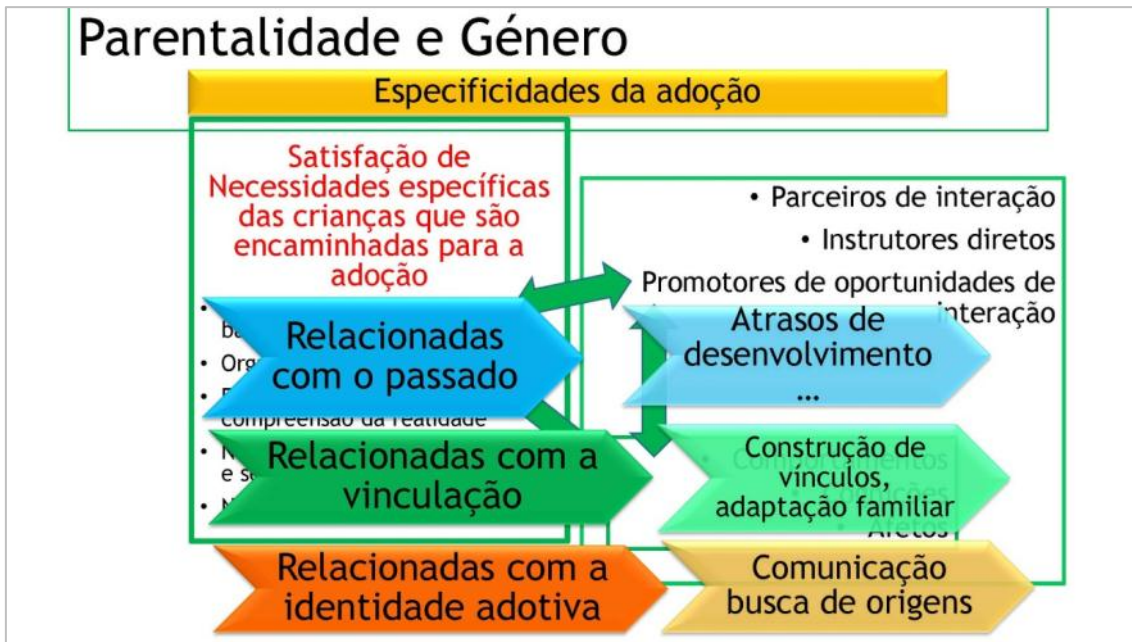 Parentalidade e Género
Especificidades da adoção
Satisfação de
Necessidades específicas
das crianças que são
encaminhadas para a
adoção
• Parceiros de interação
• Instrutores diretos
Promotores de oportunidades de
interação
Relacionadas
com o passado
Atrasos de
desenvolvimento
...
compreensão da realidade
Relacionadas com a
vinculação
Construção de
vínculos,
adaptação familiar
• Comportamentos
• Afetos
Relacionadas com a
identidade adotiva
Comunicação
busca de origens